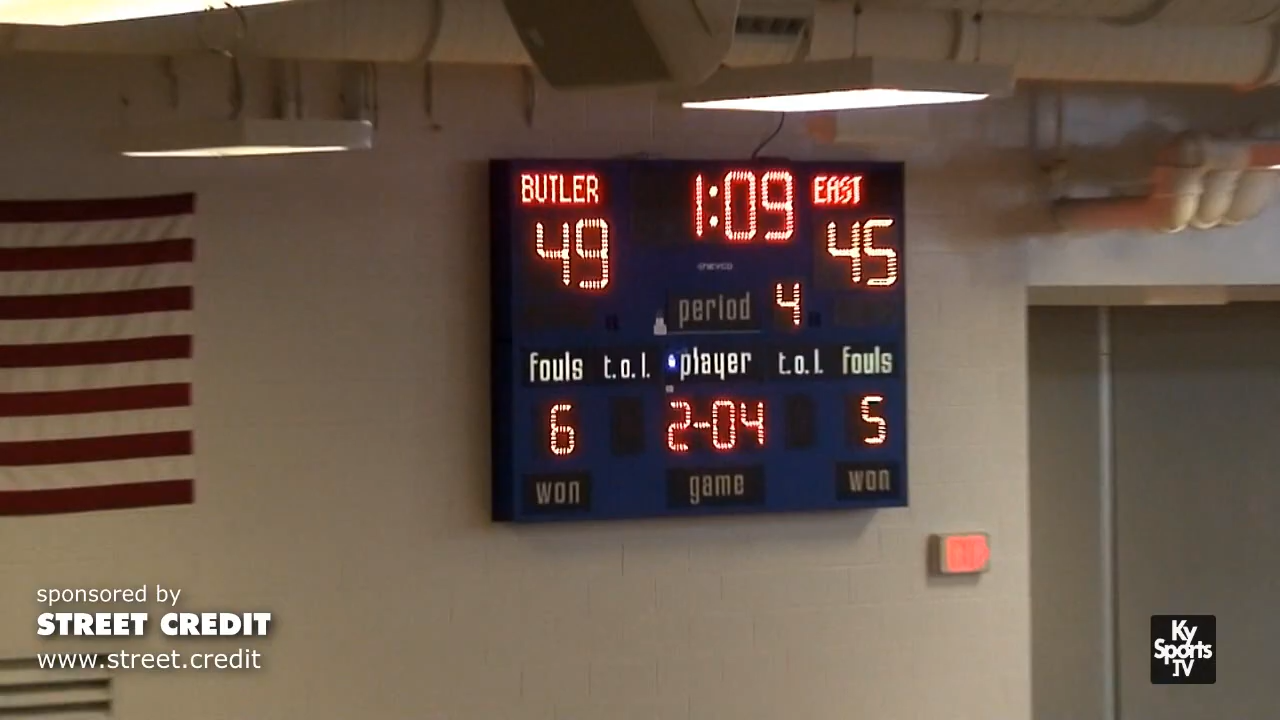 BUTLER 1:09 EAST
49 45
NEVCO
period 4
fouls t.o.l. player t.o.l. fouls
6 2-04 5
won game won
sponsored by
STREET CREDIT
www.street.credit
Ky
Sports
TV